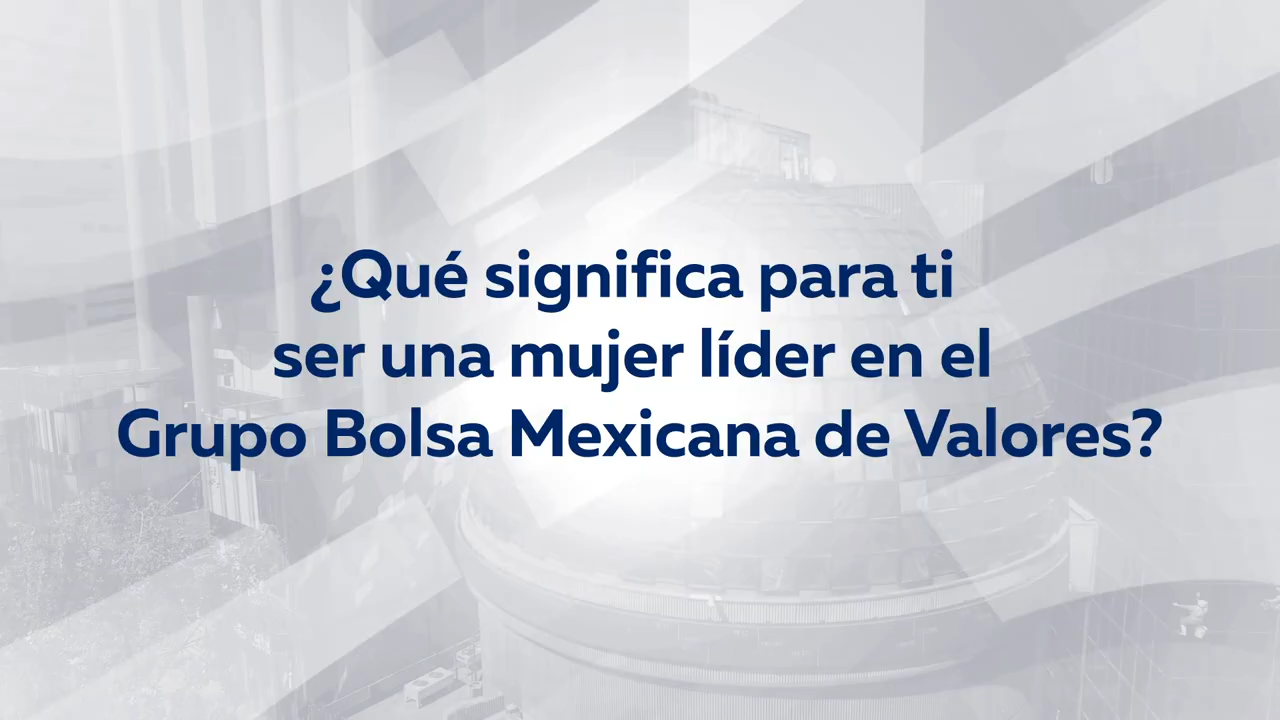 ¿Qué significa para ti
ser una mujer líder en el
Grupo Bolsa Mexicana de Valores?